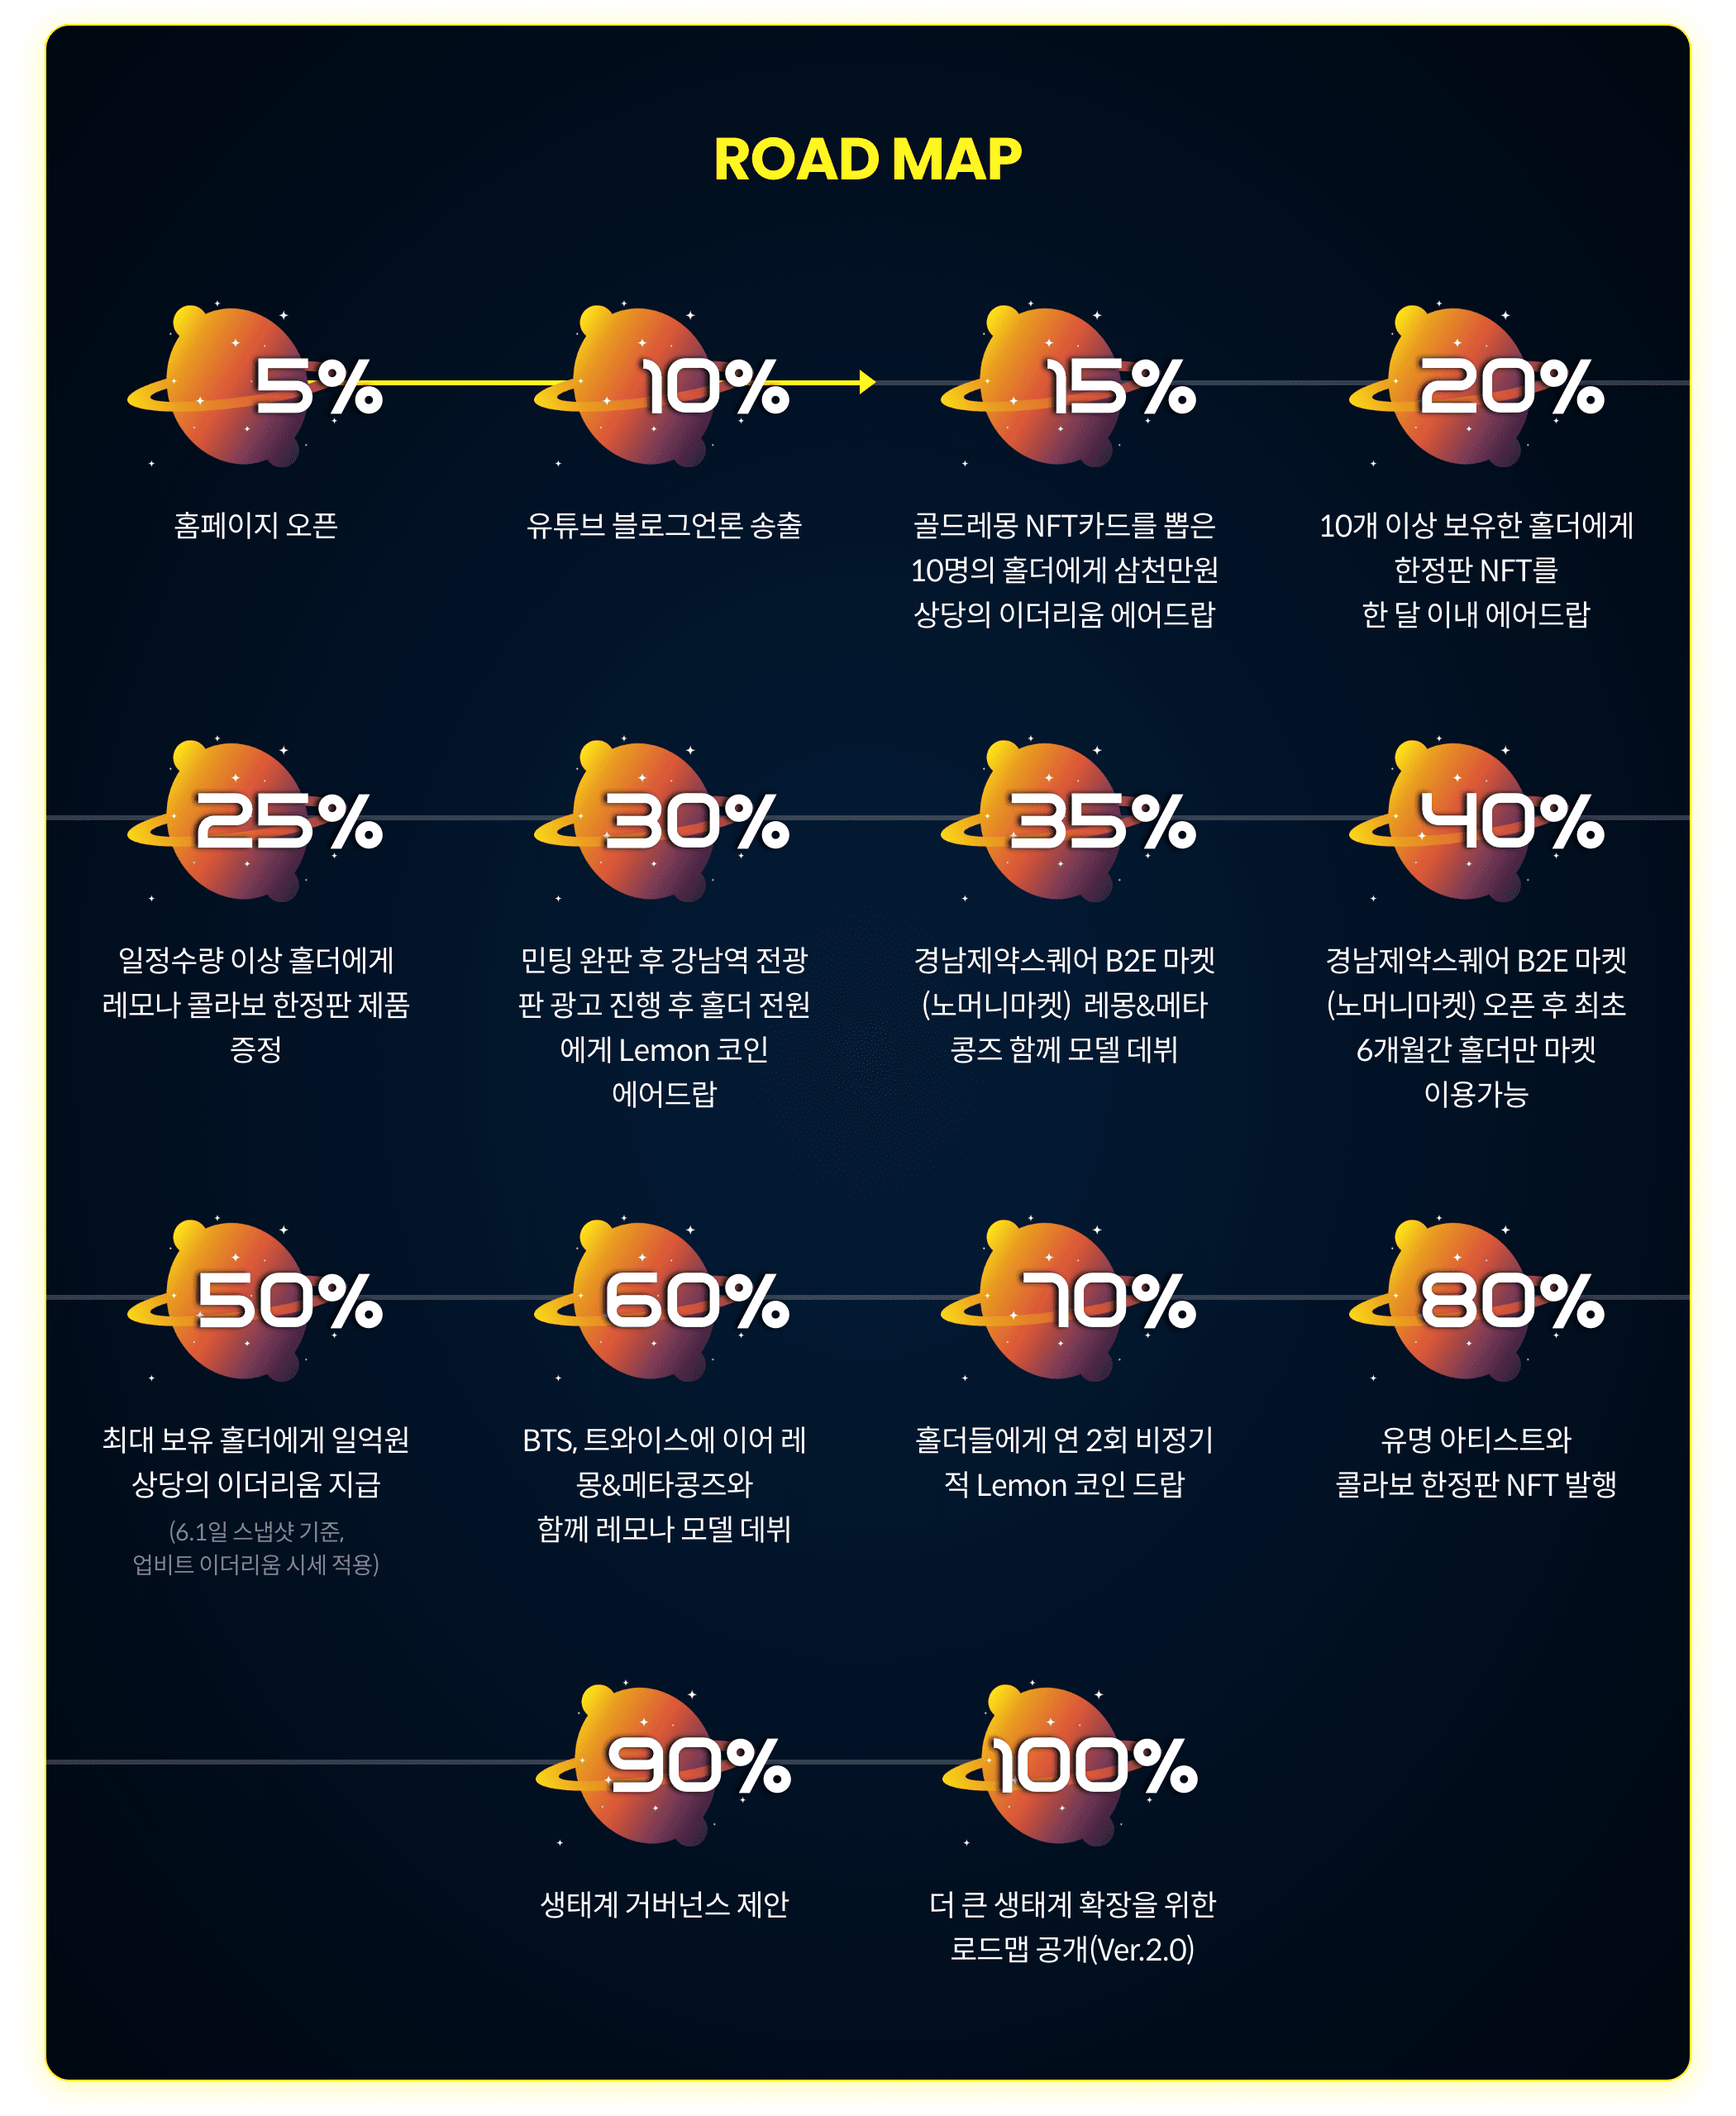 ROAD MAP
5%
홈페이지 오픈
10%
유튜브 블로그언론 송출
15%
골드레몽 NFT카드를 뽑은
10명의 홀더에게 삼천만원
상당의 이더리움 에어드랍
20%
10개 이상 보유한 홀더에게
한정판 NFT를
한 달 이내 에어드랍
25%
일정수량 이상 홀더에게
레모나 콜라보 한정판 제품
증정
30%
민팅 완판 후 강남역 전광
판 광고 진행 후 홀더 전원
에게 Lemon 코인
에어드랍
35%
경남제약스퀘어 B2E 마켓
(노머니마켓) 레몽&메타
콩즈 함께 모델 데뷔
40%
경남제약스퀘어 B2E 마켓
(노머니마켓) 오픈 후 최초
6개월간 홀더만 마켓
이용가능
50%
최대 보유 홀더에게 일억원
상당의 이더리움 지급
(6.1일 스냅샷 기준,
업비트 이더리움 시세 적용)
60%
BTS, 트와이스에 이어 레
몽&메타콩즈와
함께 레모나 모델 데뷔
70%
홀더들에게 연 2회 비정기
적 Lemon 코인 드랍
80%
유명 아티스트와
콜라보 한정판 NFT 발행
90%
생태계 거버넌스 제안
100%
더 큰 생태계 확장을 위한
로드맵 공개(Ver.2.0)